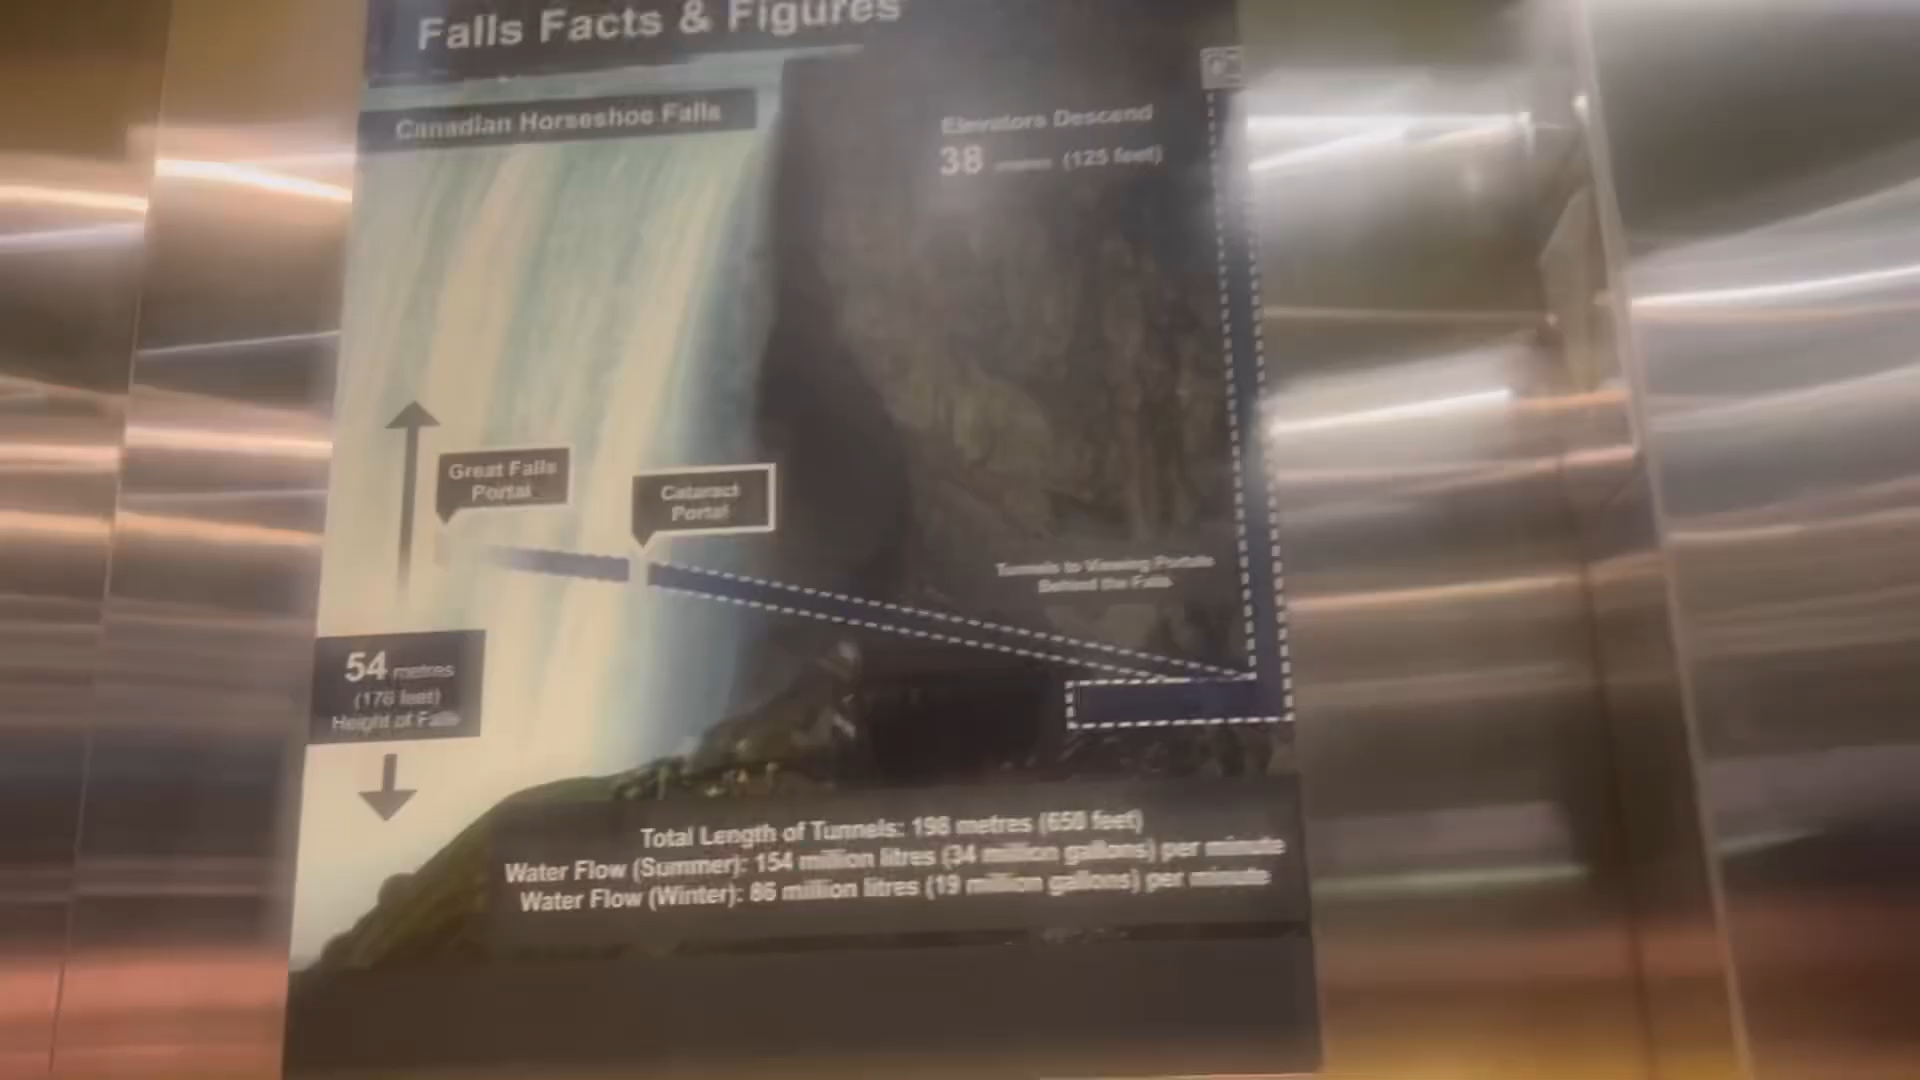 Falls Facts & Figures
Canadian Horseshoe Falls
Elevators Descend
38 metres (125 feet)
Great Falls
Portal
Cataract
Portal
Tunnels to Viewing Portals
Behind the Falls
54 metres
(176 feet)
Height of Falls
Total Length of Tunnels: 198 metres (650 feet)
Water Flow (Summer): 154 million litres (34 million gallons) per minute
Water Flow (Winter): 86 million litres (19 million gallons) per minute